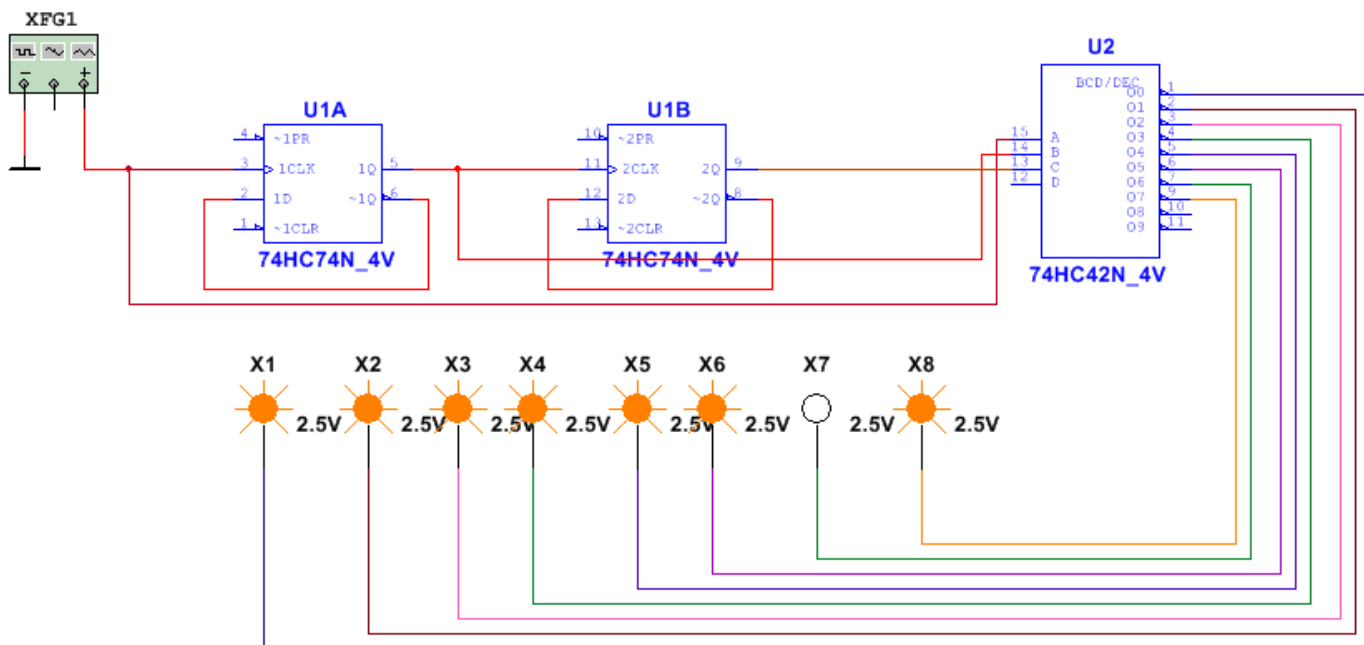 XFG1
U1A
4 ~1PR
3 1CLK 1Q 5
2 1D ~1Q 6
1 ~1CLR
74HC74N_4V
U1B
10 ~2PR
11 2CLK 2Q 9
12 2D ~2Q 8
13 ~2CLR
74HC74N_4V
U2
BCD/DEC
O0 1
O1 2
O2 3
15 A O3 4
14 B O4 5
13 C O5 6
12 D O6 7
O7 9
O8 10
O9 11
74HC42N_4V
X1 X2 X3 X4 X5 X6 X7 X8
2.5V 2.5V 2.5V 2.5V 2.5V 2.5V 2.5V 2.5V